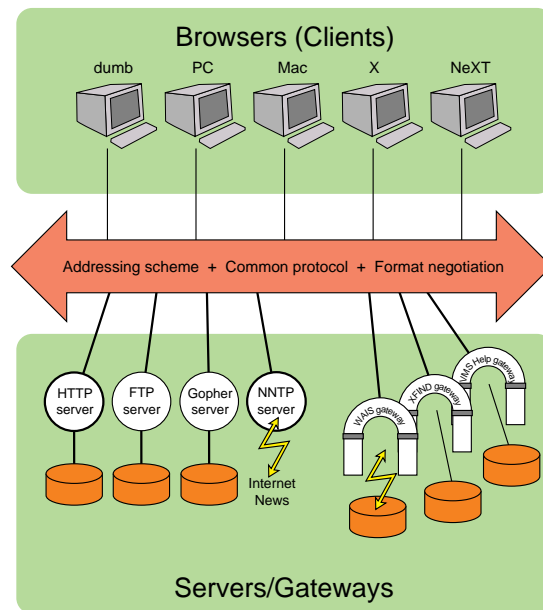 Browsers (Clients)
dumb PC Mac X NeXT
Addressing scheme + Common protocol + Format negotiation
HTTP
server
FTP
server
Gopher
server
NNTP
server
Internet
News
WAIS gateway
XFIND gateway
VMS Help gateway
Servers/Gateways